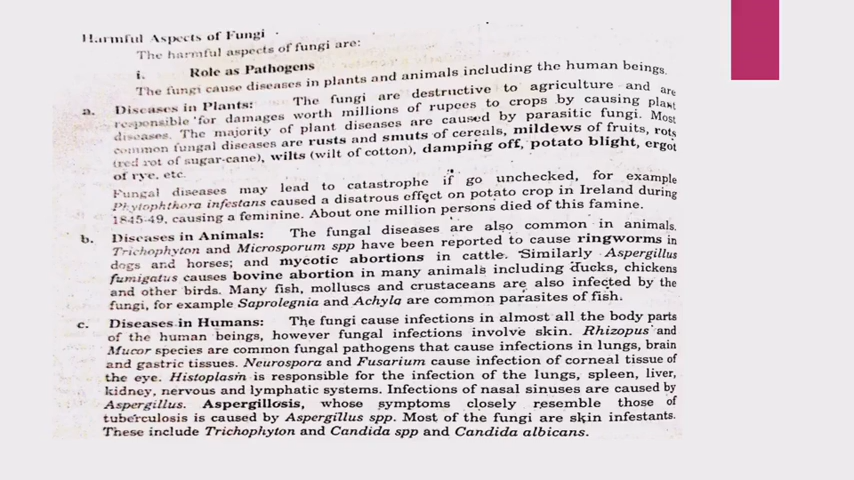 Harmful Aspects of Fungi
The harmful aspects of fungi are:
i. Role as Pathogens
The fungi cause diseases in plants and animals including the human beings.
a. Diseases in Plants: The fungi are destructive to agriculture and are
responsible for damages worth millions of rupees to crops by causing plant
diseases. The majority of plant diseases are caused by parasitic fungi. Most
common fungal diseases are rusts and smuts of cereals, mildews of fruits, rots
(red rot of sugar-cane), wilts (wilt of cotton), damping off, potato blight, ergot
of rye, etc.
Fungal diseases may lead to catastrophe if go unchecked, for example
Phytophthora infestans caused a disatrous effect on potato crop in Ireland during
1845-49, causing a feminine. About one million persons died of this famine.
b. Diseases in Animals: The fungal diseases are also common in animals.
Trichophyton and Microsporum spp have been reported to cause ringworms in
dogs and horses; and mycotic abortions in cattle. Similarly Aspergillus
fumigatus causes bovine abortion in many animals including ducks, chickens
and other birds. Many fish, molluscs and crustaceans are also infected by the
fungi, for example Saprolegnia and Achyla are common parasites of fish.
c. Diseases in Humans: The fungi cause infections in almost all the body parts
of the human beings, however fungal infections involve skin. Rhizopus and
Mucor species are common fungal pathogens that cause infections in lungs, brain
and gastric tissues. Neurospora and Fusarium cause infection of corneal tissue of
the eye. Histoplasm is responsible for the infection of the lungs, spleen, liver,
kidney, nervous and lymphatic systems. Infections of nasal sinuses are caused by
Aspergillus. Aspergillosis, whose symptoms closely resemble those of
tuberculosis is caused by Aspergillus spp. Most of the fungi are skin infestants.
These include Trichophyton and Candida spp and Candida albicans.